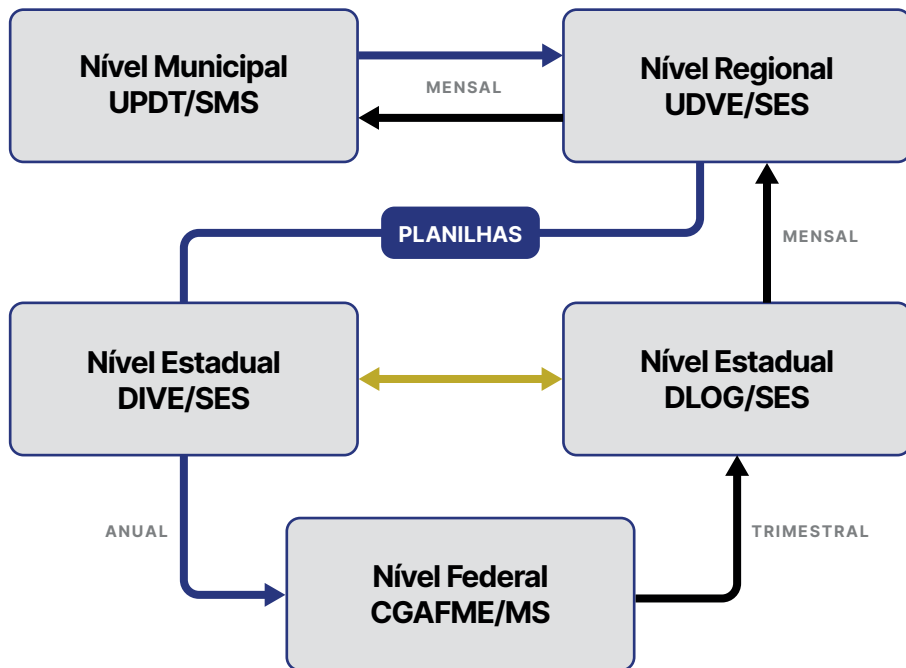 Nível Municipal
UPDT/SMS
MENSAL
Nível Regional
UDVE/SES
PLANILHAS
MENSAL
Nível Estadual
DIVE/SES
Nível Estadual
DLOG/SES
ANUAL
Nível Federal
CGAFME/MS
TRIMESTRAL